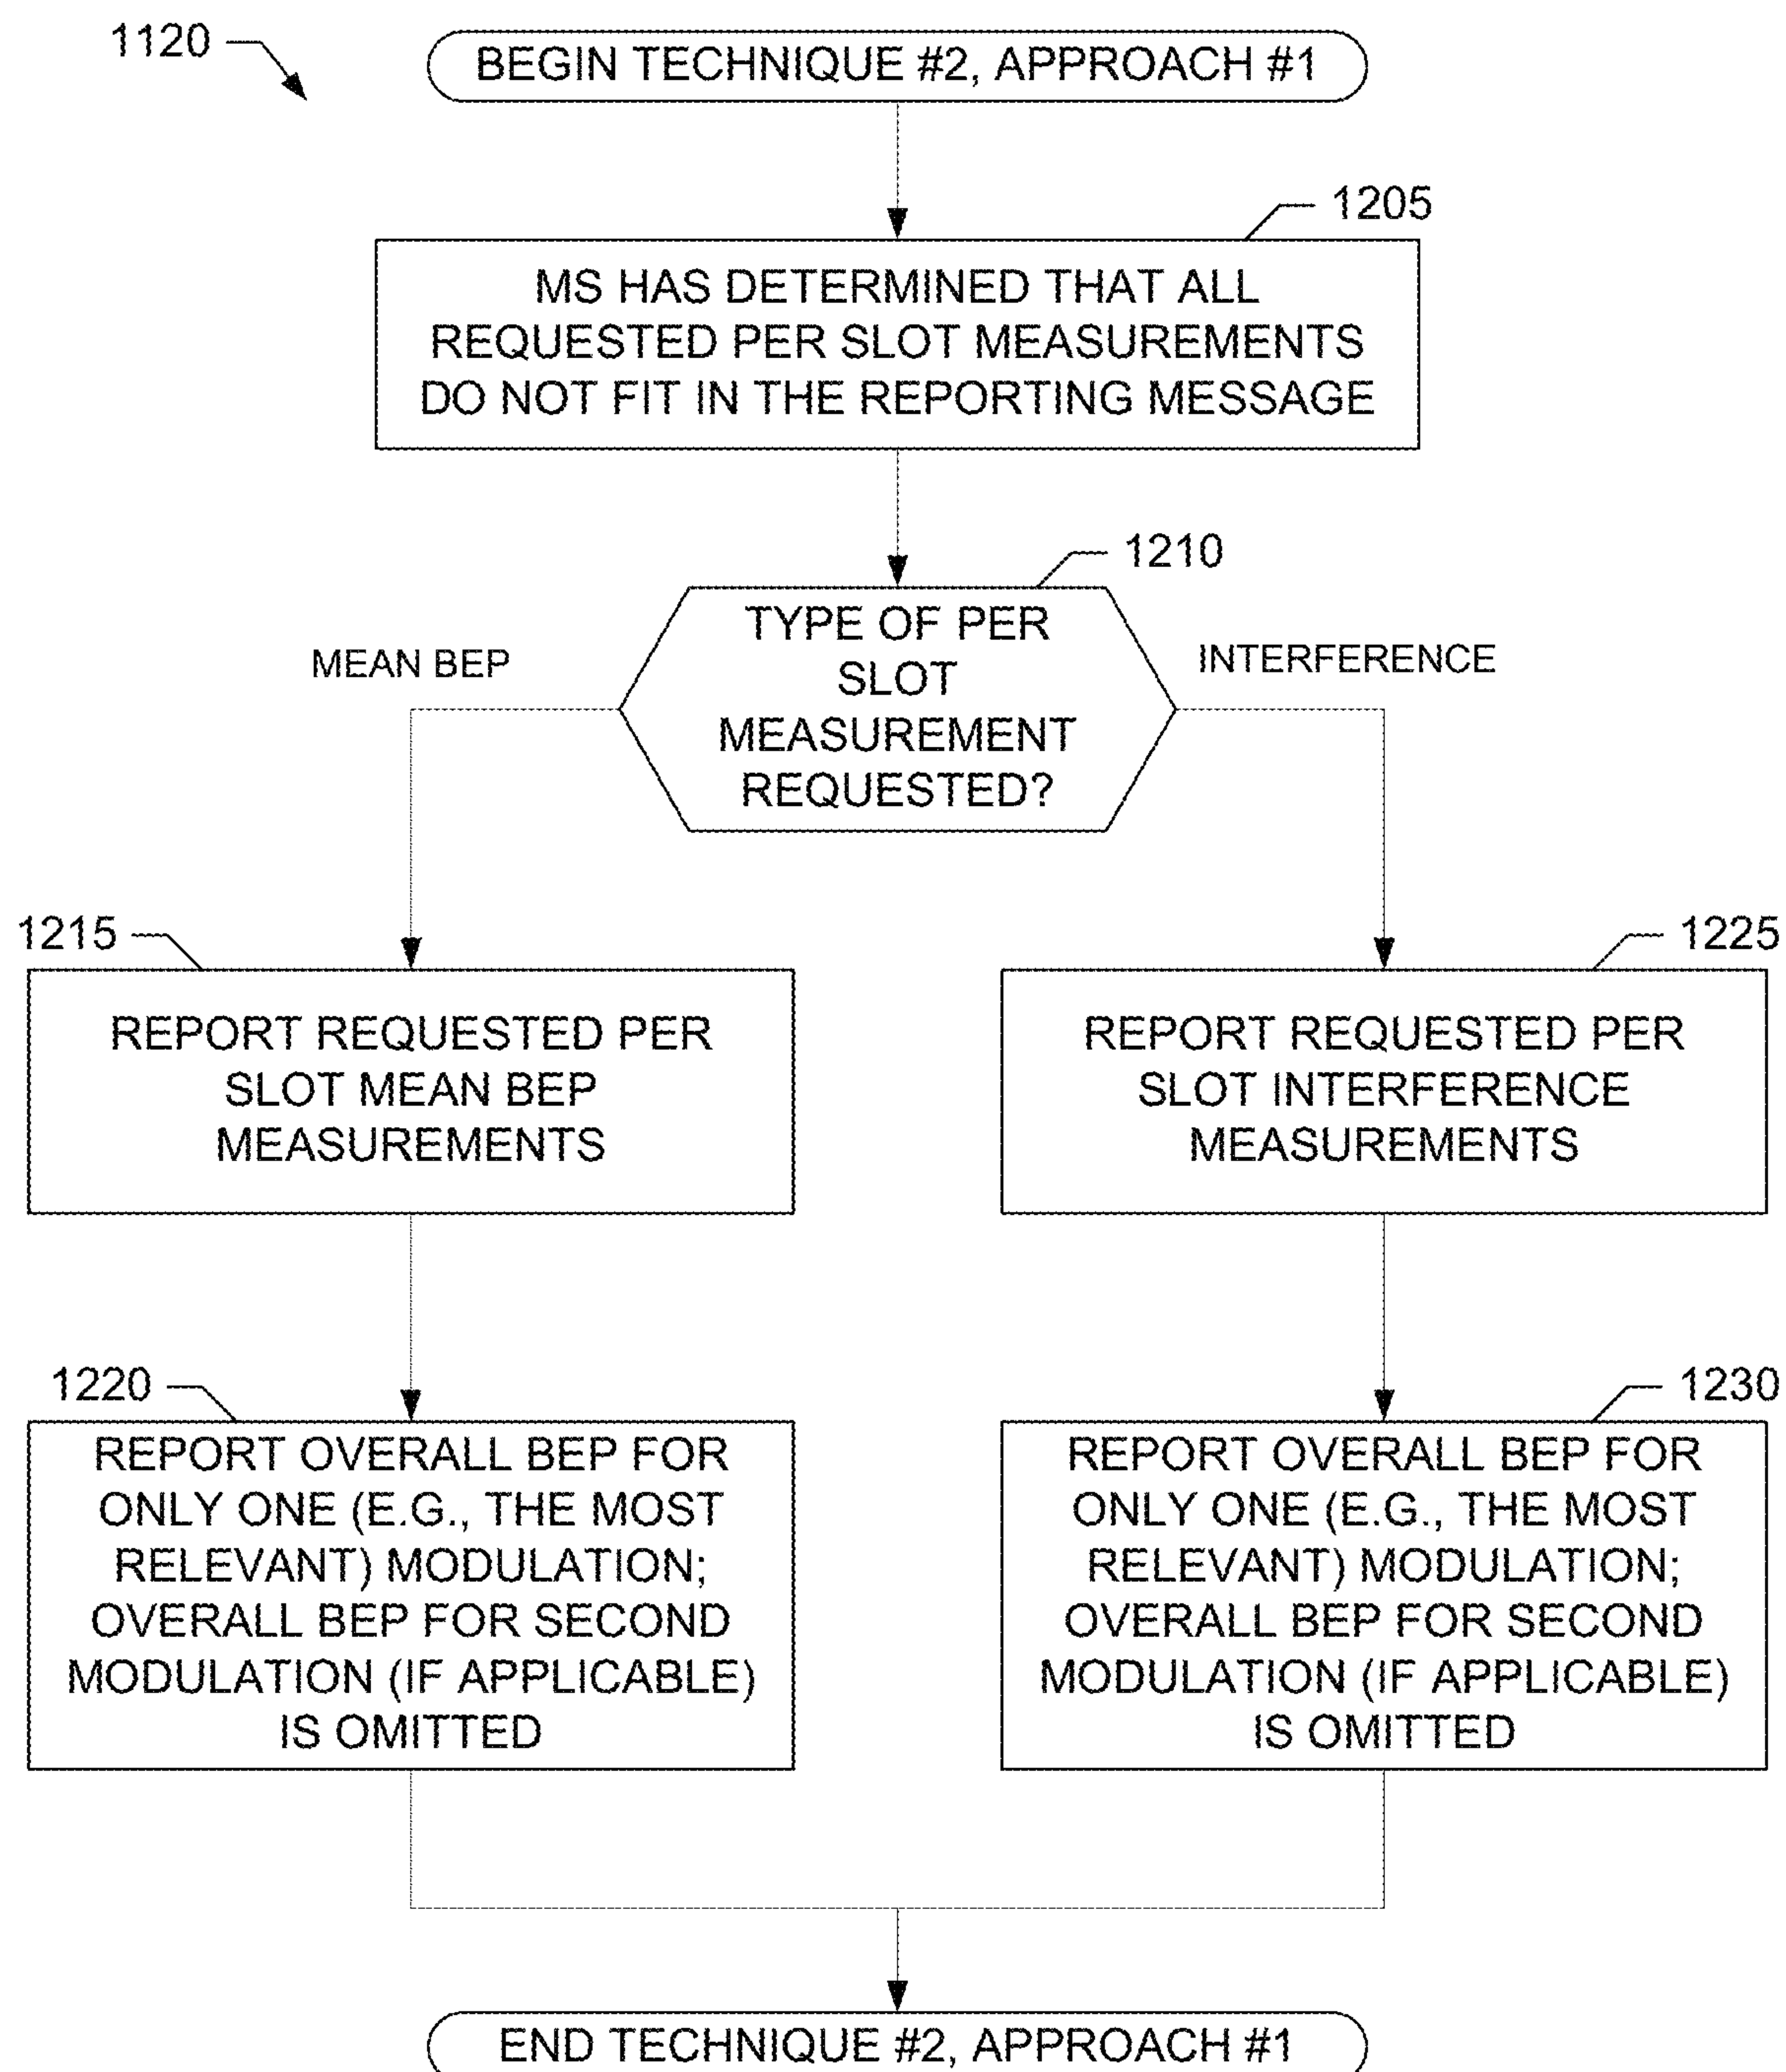 1120
BEGIN TECHNIQUE #2, APPROACH #1
1205
MS HAS DETERMINED THAT ALL
REQUESTED PER SLOT MEASUREMENTS
DO NOT FIT IN THE REPORTING MESSAGE
1210
TYPE OF PER
SLOT
MEASUREMENT
REQUESTED?
MEAN BEP
INTERFERENCE
1215
REPORT REQUESTED PER
SLOT MEAN BEP
MEASUREMENTS
1225
REPORT REQUESTED PER
SLOT INTERFERENCE
MEASUREMENTS
1220
REPORT OVERALL BEP FOR
ONLY ONE (E.G., THE MOST
RELEVANT) MODULATION;
OVERALL BEP FOR SECOND
MODULATION (IF APPLICABLE)
IS OMITTED
1230
REPORT OVERALL BEP FOR
ONLY ONE (E.G., THE MOST
RELEVANT) MODULATION;
OVERALL BEP FOR SECOND
MODULATION (IF APPLICABLE)
IS OMITTED
END TECHNIQUE #2, APPROACH #1